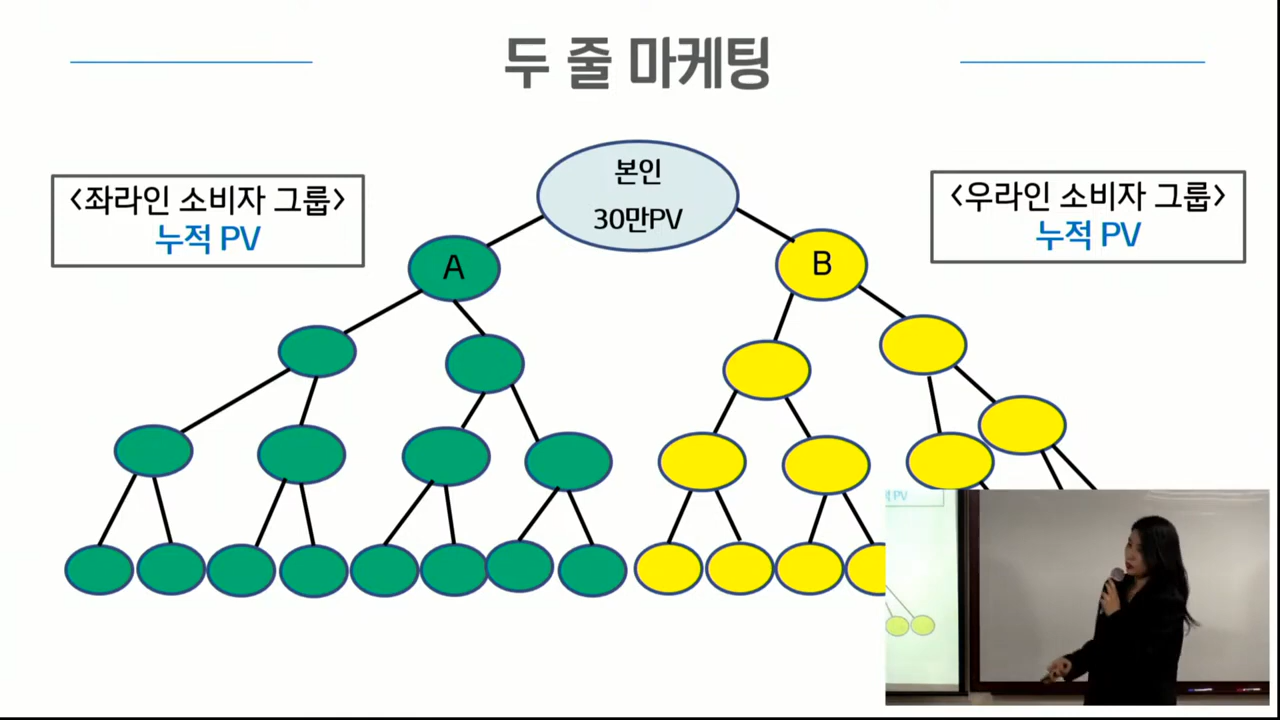 두 줄 마케팅
본인
30만PV
<좌라인 소비자 그룹>
누적 PV
<우라인 소비자 그룹>
누적 PV
A
B
PV